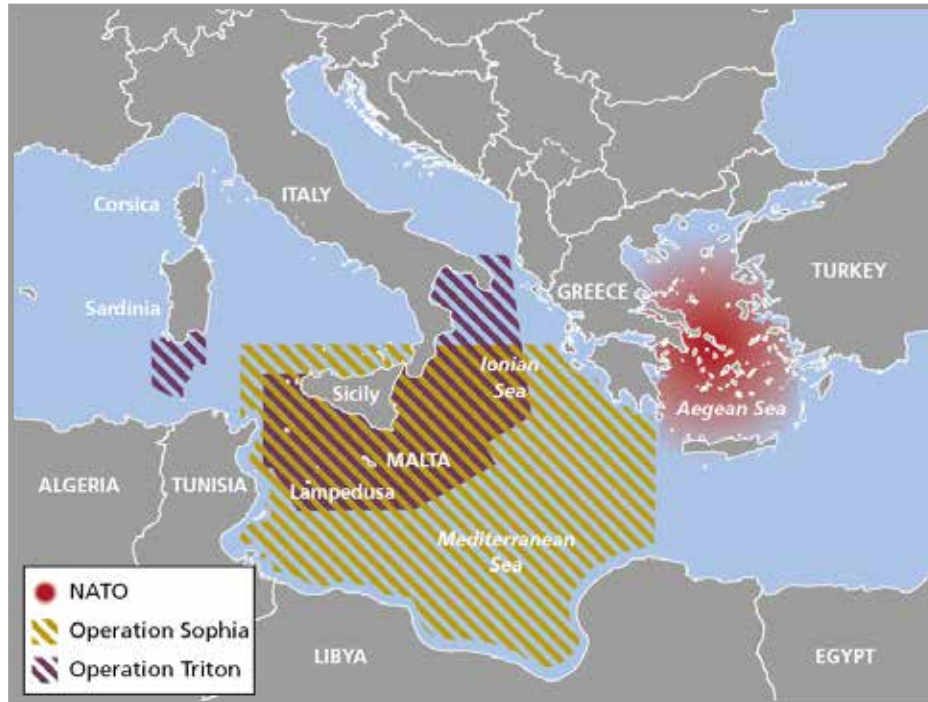 Corsica
ITALY
Sardinia
GREECE
TURKEY
Ionian
Sea
Sicily
Aegean Sea
MALTA
ALGERIA
TUNISIA
Lampedusa
Mediterranean
Sea
NATO
Operation Sophia
Operation Triton
LIBYA
EGYPT